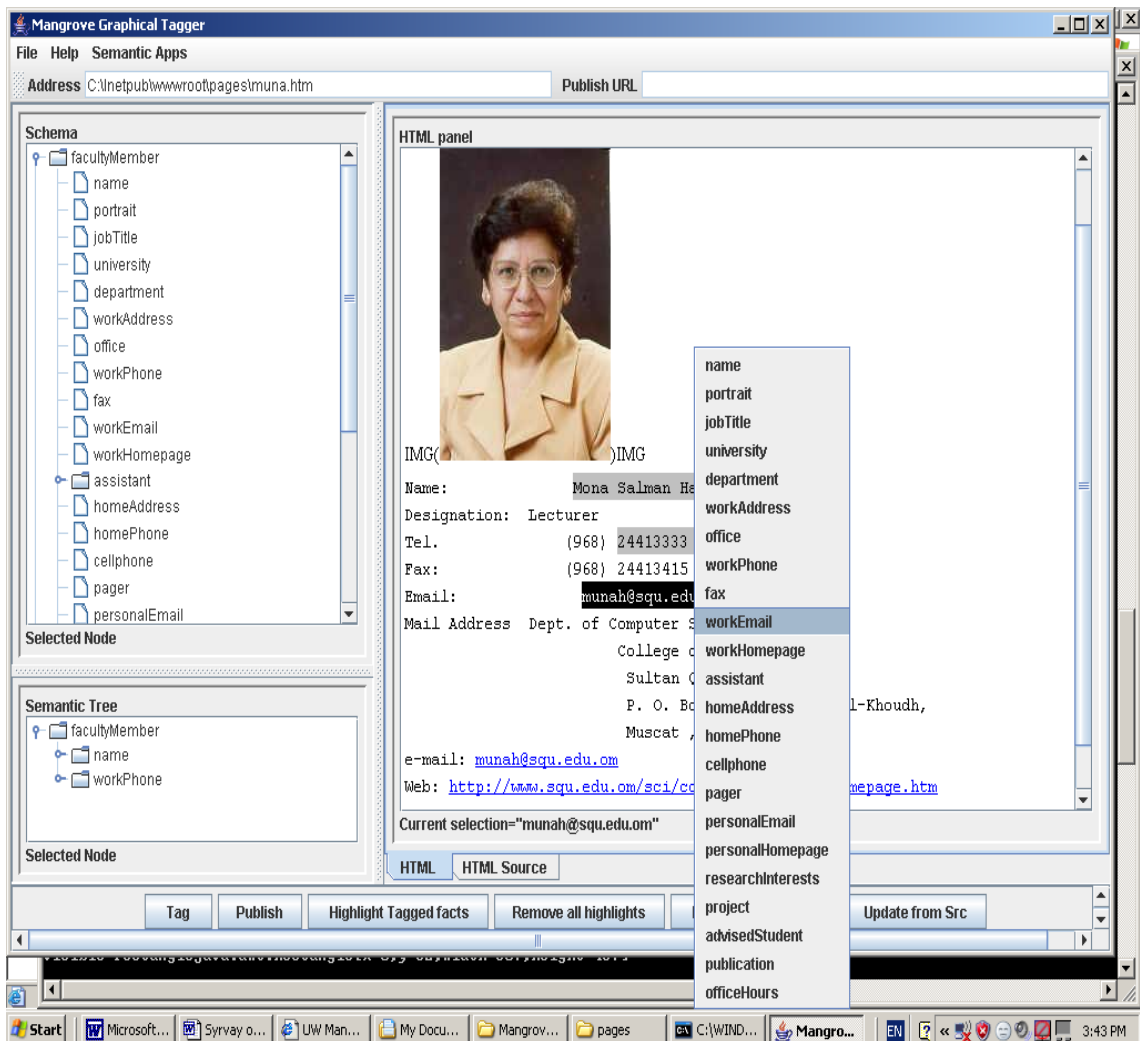 Mangrove Graphical Tagger
File Help Semantic Apps
Address C:\Inetpub\wwwroot\pages\muna.htm Publish URL
Schema
facultyMember
name
portrait
jobTitle
university
department
workAddress
office
workPhone
fax
workEmail
workHomepage
assistant
homeAddress
homePhone
cellphone
pager
personalEmail
Selected Node
Semantic Tree
facultyMember
name
workPhone
Selected Node
HTML panel
IMG( )IMG
Name: Mona Salman
Designation: Lecturer
Tel. (968) 24413333
Fax: (968) 24413415
Email: munah@squ.edu
Mail Address Dept. of Computer
College
Sultan
P. O. l-Khoudh,
Muscat ,
e-mail: munah@squ.edu.om
Web: http://www.squ.edu.om/sci/co mepage.htm
Current selection="munah@squ.edu.om"
HTML HTML Source
name
portrait
jobTitle
university
department
workAddress
office
workPhone
fax
workEmail
workHomepage
assistant
homeAddress
homePhone
cellphone
pager
personalEmail
personalHomepage
researchInterests
project
advisedStudent
publication
officeHours
Tag Publish Highlight Tagged facts Remove all highlights Update from Src
Start Microsoft... Syrvay o... UW Man... My Docu... Mangrov... pages C:\WIND... Mangro... EN « 3:43 PM